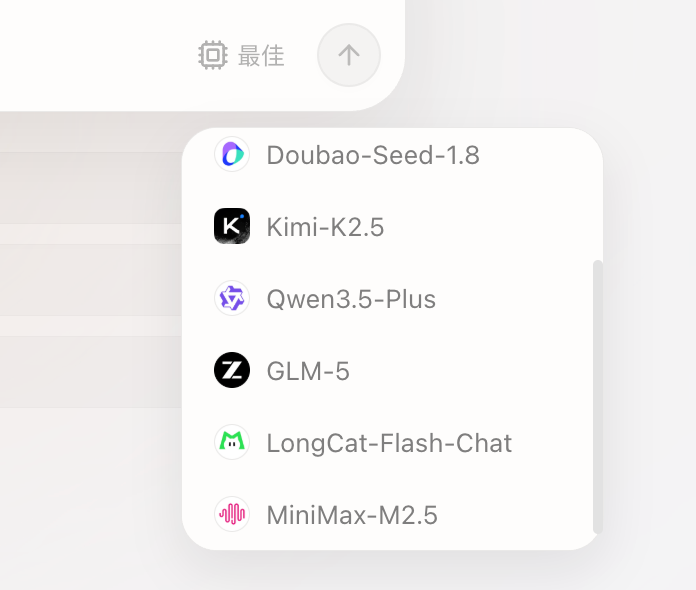 最佳
Doubao-Seed-1.8
Kimi-K2.5
Qwen3.5-Plus
GLM-5
LongCat-Flash-Chat
MiniMax-M2.5